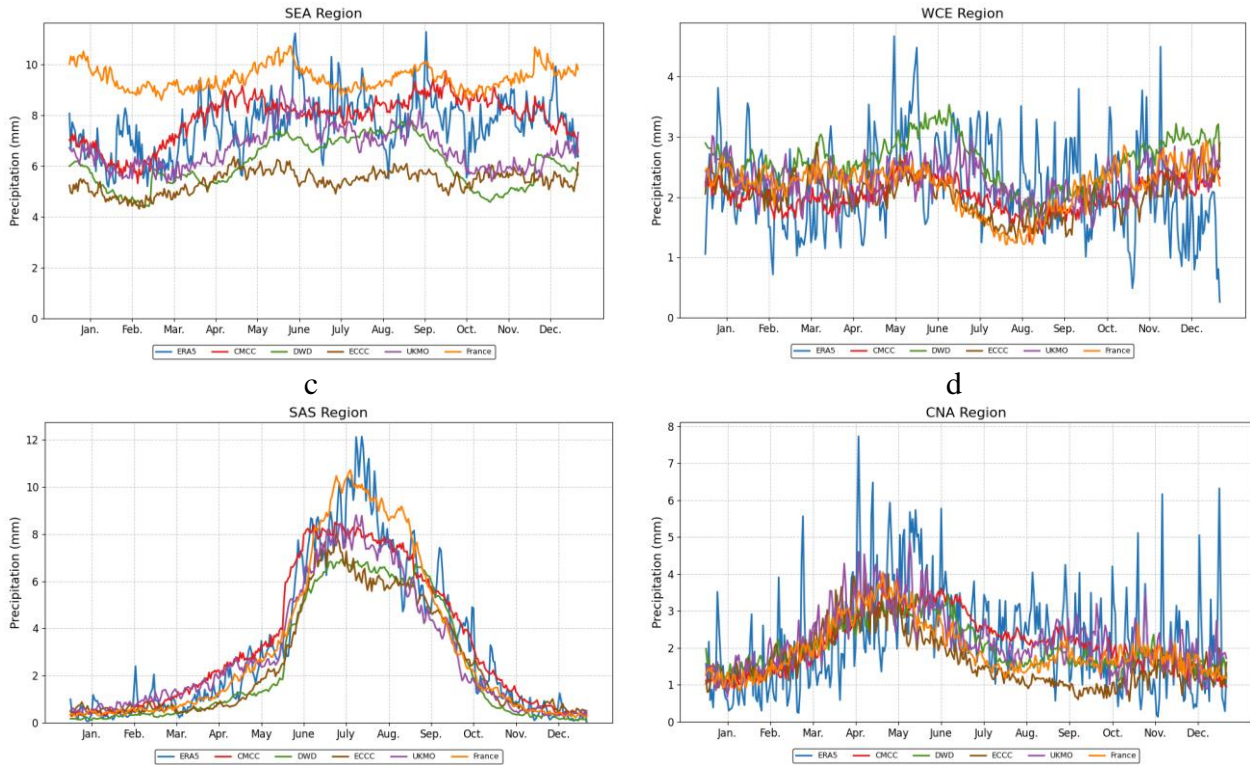 SEA Region
Precipitation (mm)
10
8
6
4
2
0
Jan. Feb. Mar. Apr. May June July Aug. Sep. Oct. Nov. Dec.
ERA5 CMCC DWD ECCC UKMO France
WCE Region
Precipitation (mm)
4
3
2
1
0
Jan. Feb. Mar. Apr. May June July Aug. Sep. Oct. Nov. Dec.
ERA5 CMCC DWD ECCC UKMO France
c
d
SAS Region
Precipitation (mm)
12
10
8
6
4
2
0
Jan. Feb. Mar. Apr. May June July Aug. Sep. Oct. Nov. Dec.
ERA5 CMCC DWD ECCC UKMO France
CNA Region
Precipitation (mm)
8
7
6
5
4
3
2
1
0
Jan. Feb. Mar. Apr. May June July Aug. Sep. Oct. Nov. Dec.
ERA5 CMCC DWD ECCC UKMO France